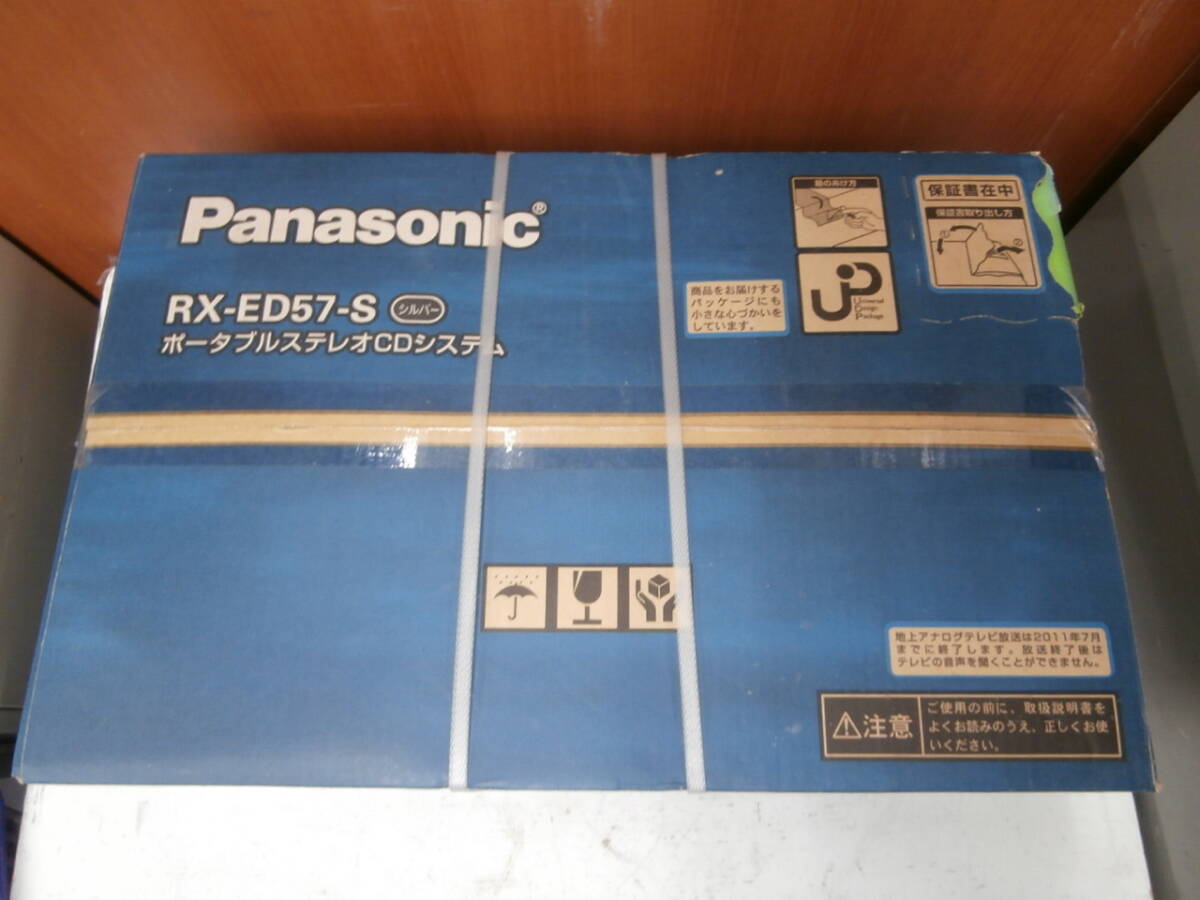 Panasonic®
RX-ED57-S シルバー
ポータブルステレオCDシステム
箱のあけ方
商品をお届けする
パッケージにも
小さな心づかいを
しています。
UD
Universal
Design
Package
保証書在中
保証書取り出し方
①
②
地上アナログテレビ放送は2011年7月
までに終了します。放送終了後は
テレビの音声を聞くことができません。
注意
ご使用の前に、取扱説明書を
よくお読みのうえ、正しくお使
いください。